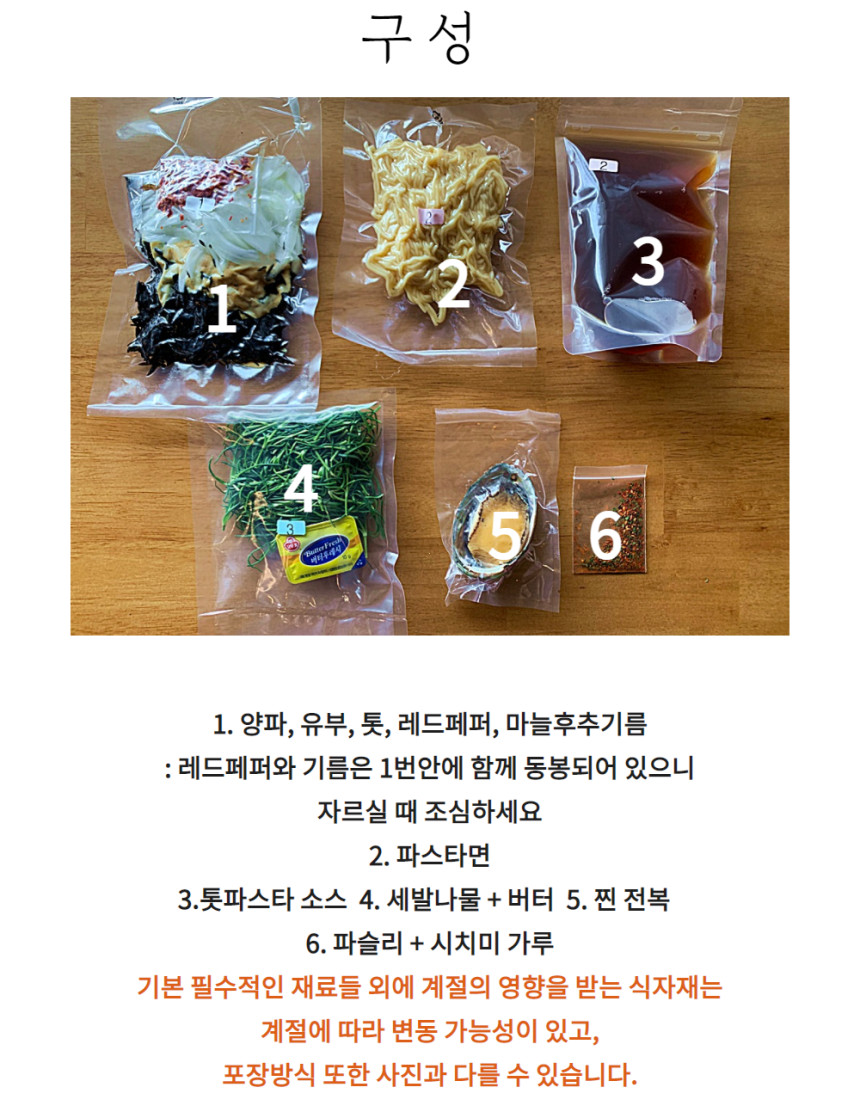 구성
1
2
3
4
5
6
1
2
2
3
ButterFresh
버터후레쉬
1. 양파, 유부, 톳, 레드페퍼, 마늘후추기름
: 레드페퍼와 기름은 1번안에 함께 동봉되어 있으니
자르실 때 조심하세요
2. 파스타면
3.톳파스타 소스 4. 세발나물 + 버터 5. 찐 전복
6. 파슬리 + 시치미 가루
기본 필수적인 재료들 외에 계절의 영향을 받는 식자재는
계절에 따라 변동 가능성이 있고,
포장방식 또한 사진과 다를 수 있습니다.